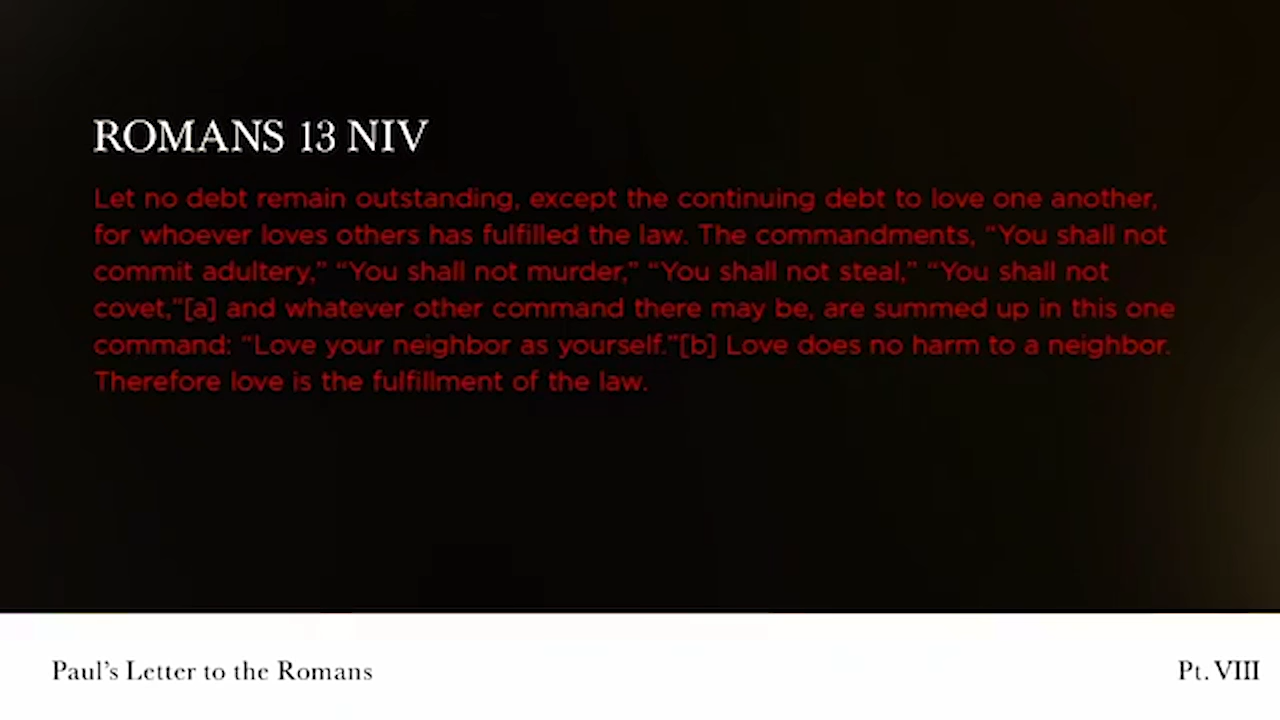 ROMANS 13 NIV
Let no debt remain outstanding, except the continuing debt to love one another,
for whoever loves others has fulfilled the law. The commandments, “You shall not
commit adultery,” “You shall not murder,” “You shall not steal,” “You shall not
covet,”[a] and whatever other command there may be, are summed up in this one
command: “Love your neighbor as yourself.”[b] Love does no harm to a neighbor.
Therefore love is the fulfillment of the law.
Paul’s Letter to the Romans
Pt. VIII